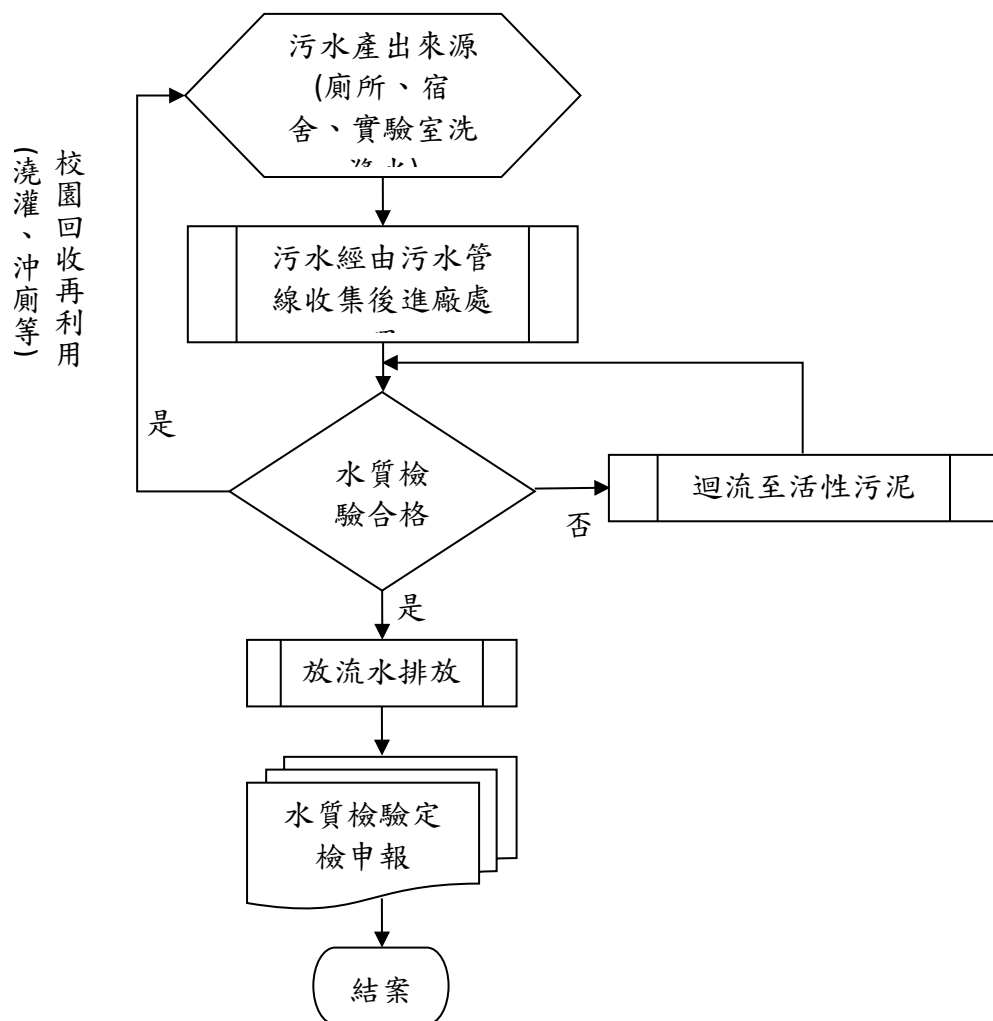 污水產出來源
(廁所、宿
舍、實驗室洗
校園回收再利用
(澆灌、沖廁等)
污水經由污水管
線收集後進廠處
是
水質檢
驗合格
否
迴流至活性污泥
是
放流水排放
水質檢驗定
檢申報
結案